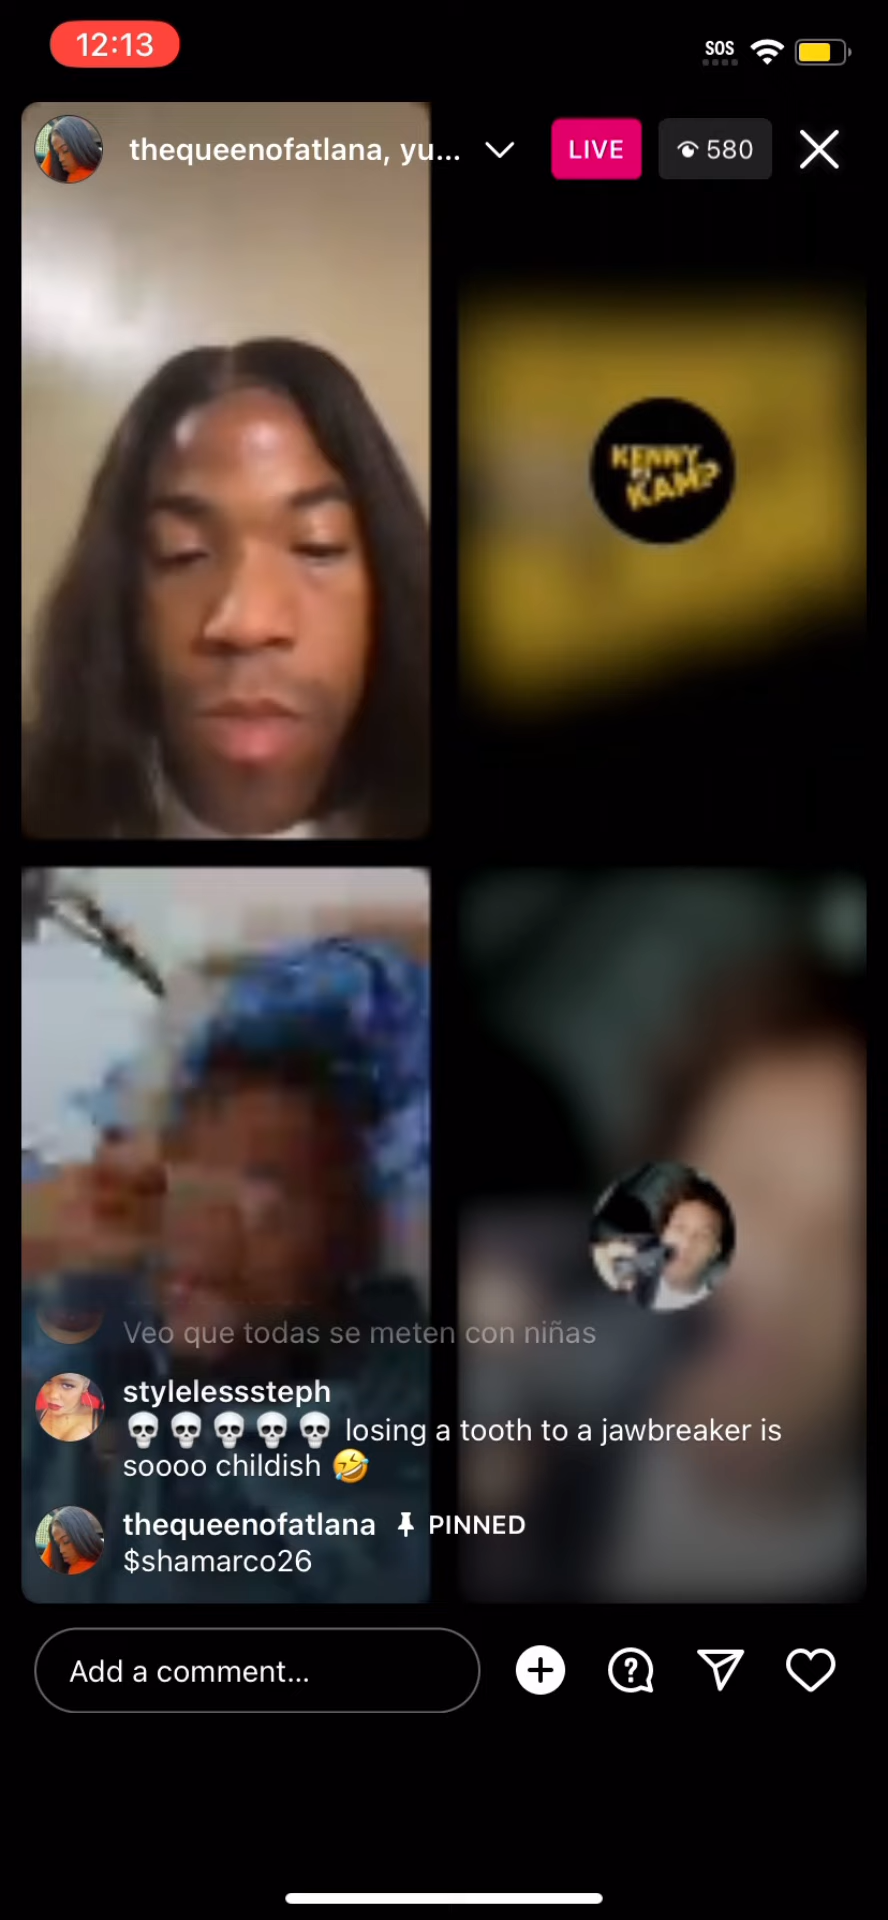 12:13
SOS
thequeenofatlana, yu...
LIVE
580
KENNY
KAM?
Veo que todas se meten con niñas
stylelesssteph
💀💀💀💀💀 losing a tooth to a jawbreaker is
soooo childish 🤣
thequeenofatlana PINNED
$shamarco26
Add a comment...